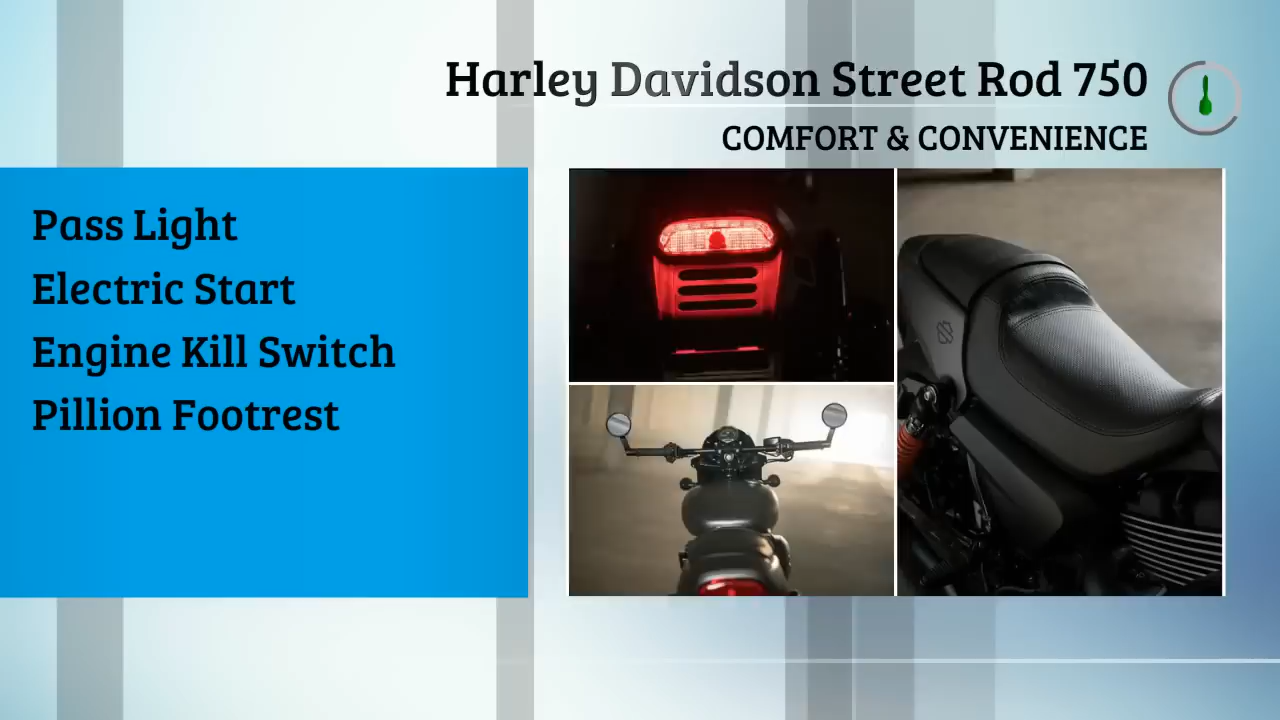 Harley Davidson Street Rod 750
COMFORT & CONVENIENCE
Pass Light
Electric Start
Engine Kill Switch
Pillion Footrest